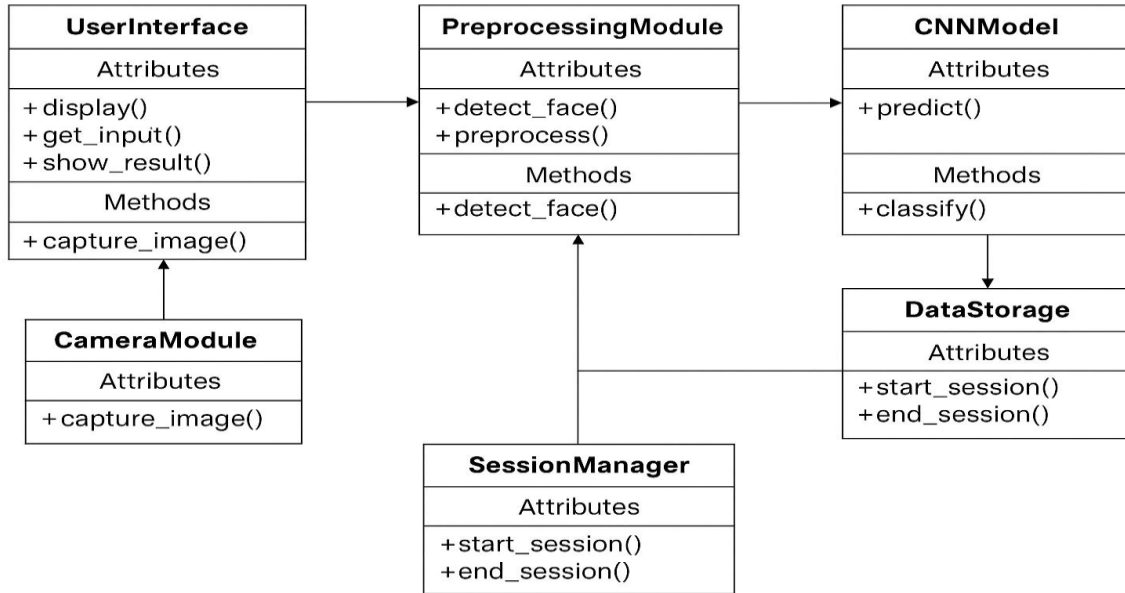 UserInterface
Attributes
+ display()
+ get_input()
+ show_result()
Methods
+ capture_image()
PreprocessingModule
Attributes
+ detect_face()
+ preprocess()
Methods
+ detect_face()
CNNModel
Attributes
+ predict()
Methods
+ classify()
CameraModule
Attributes
+ capture_image()
DataStorage
Attributes
+ start_session()
+ end_session()
SessionManager
Attributes
+ start_session()
+ end_session()